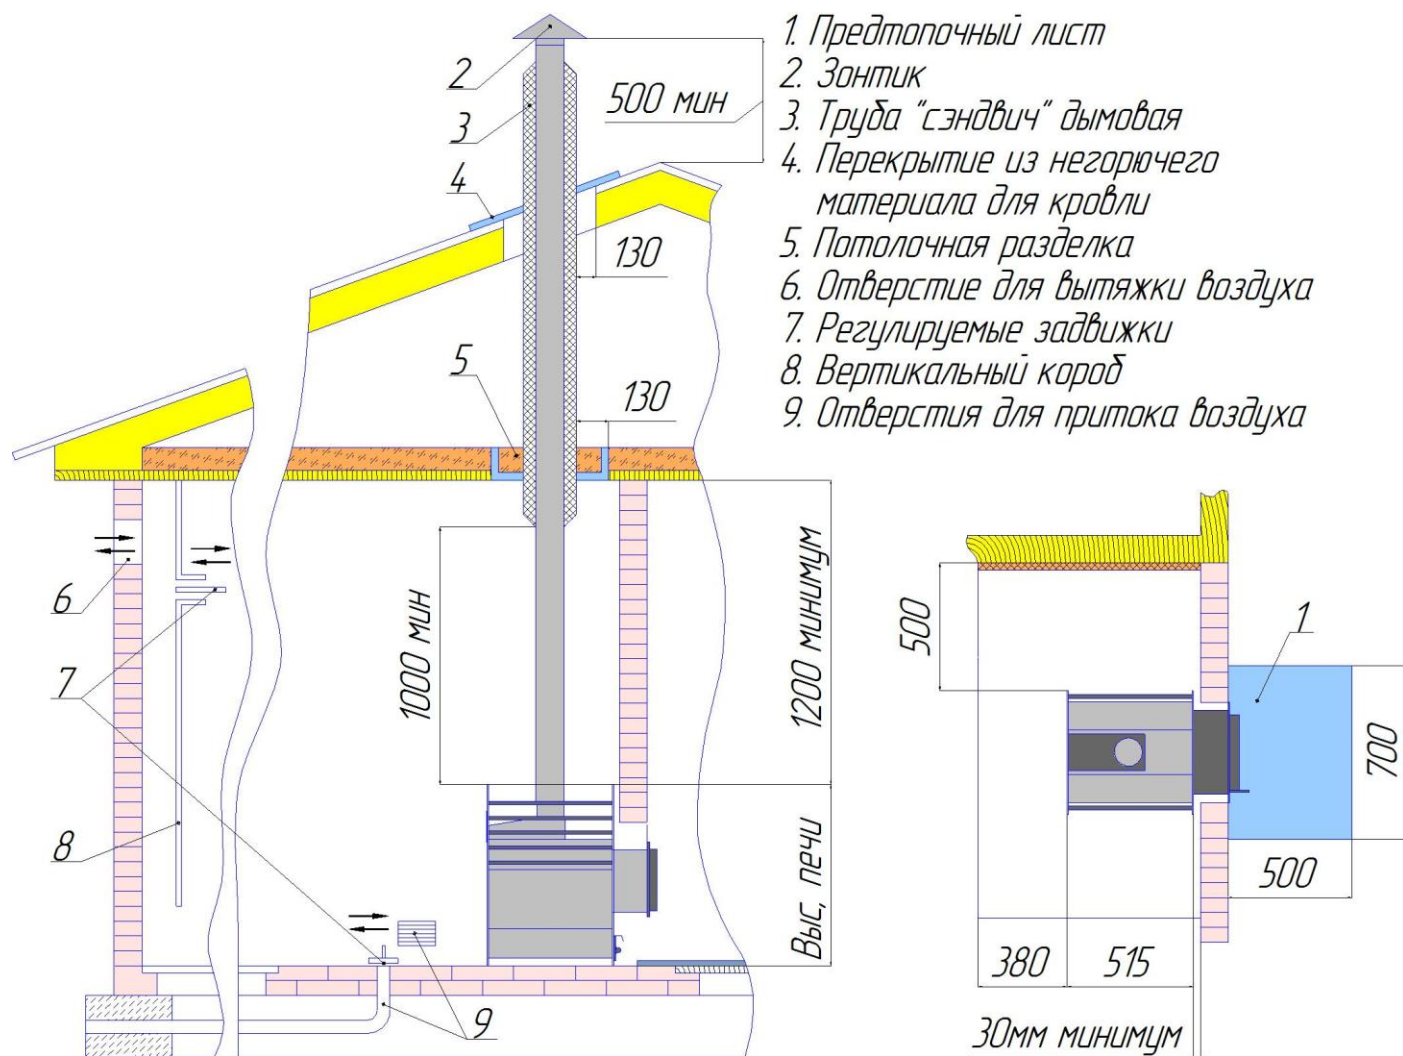 1. Предтопочный лист
2. Зонтик
3. Труба "сэндвич" дымовая
4. Перекрытие из негорючего
материала для кровли
5. Потолочная разделка
6. Отверстие для вытяжки воздуха
7. Регулируемые задвижки
8. Вертикальный короб
9. Отверстия для притока воздуха
2
500 мин
3
4
130
5
130
6
1000 мин
1200 минимум
7
8
Выс, печи
9
500
1
700
500
380
515
30мм минимум